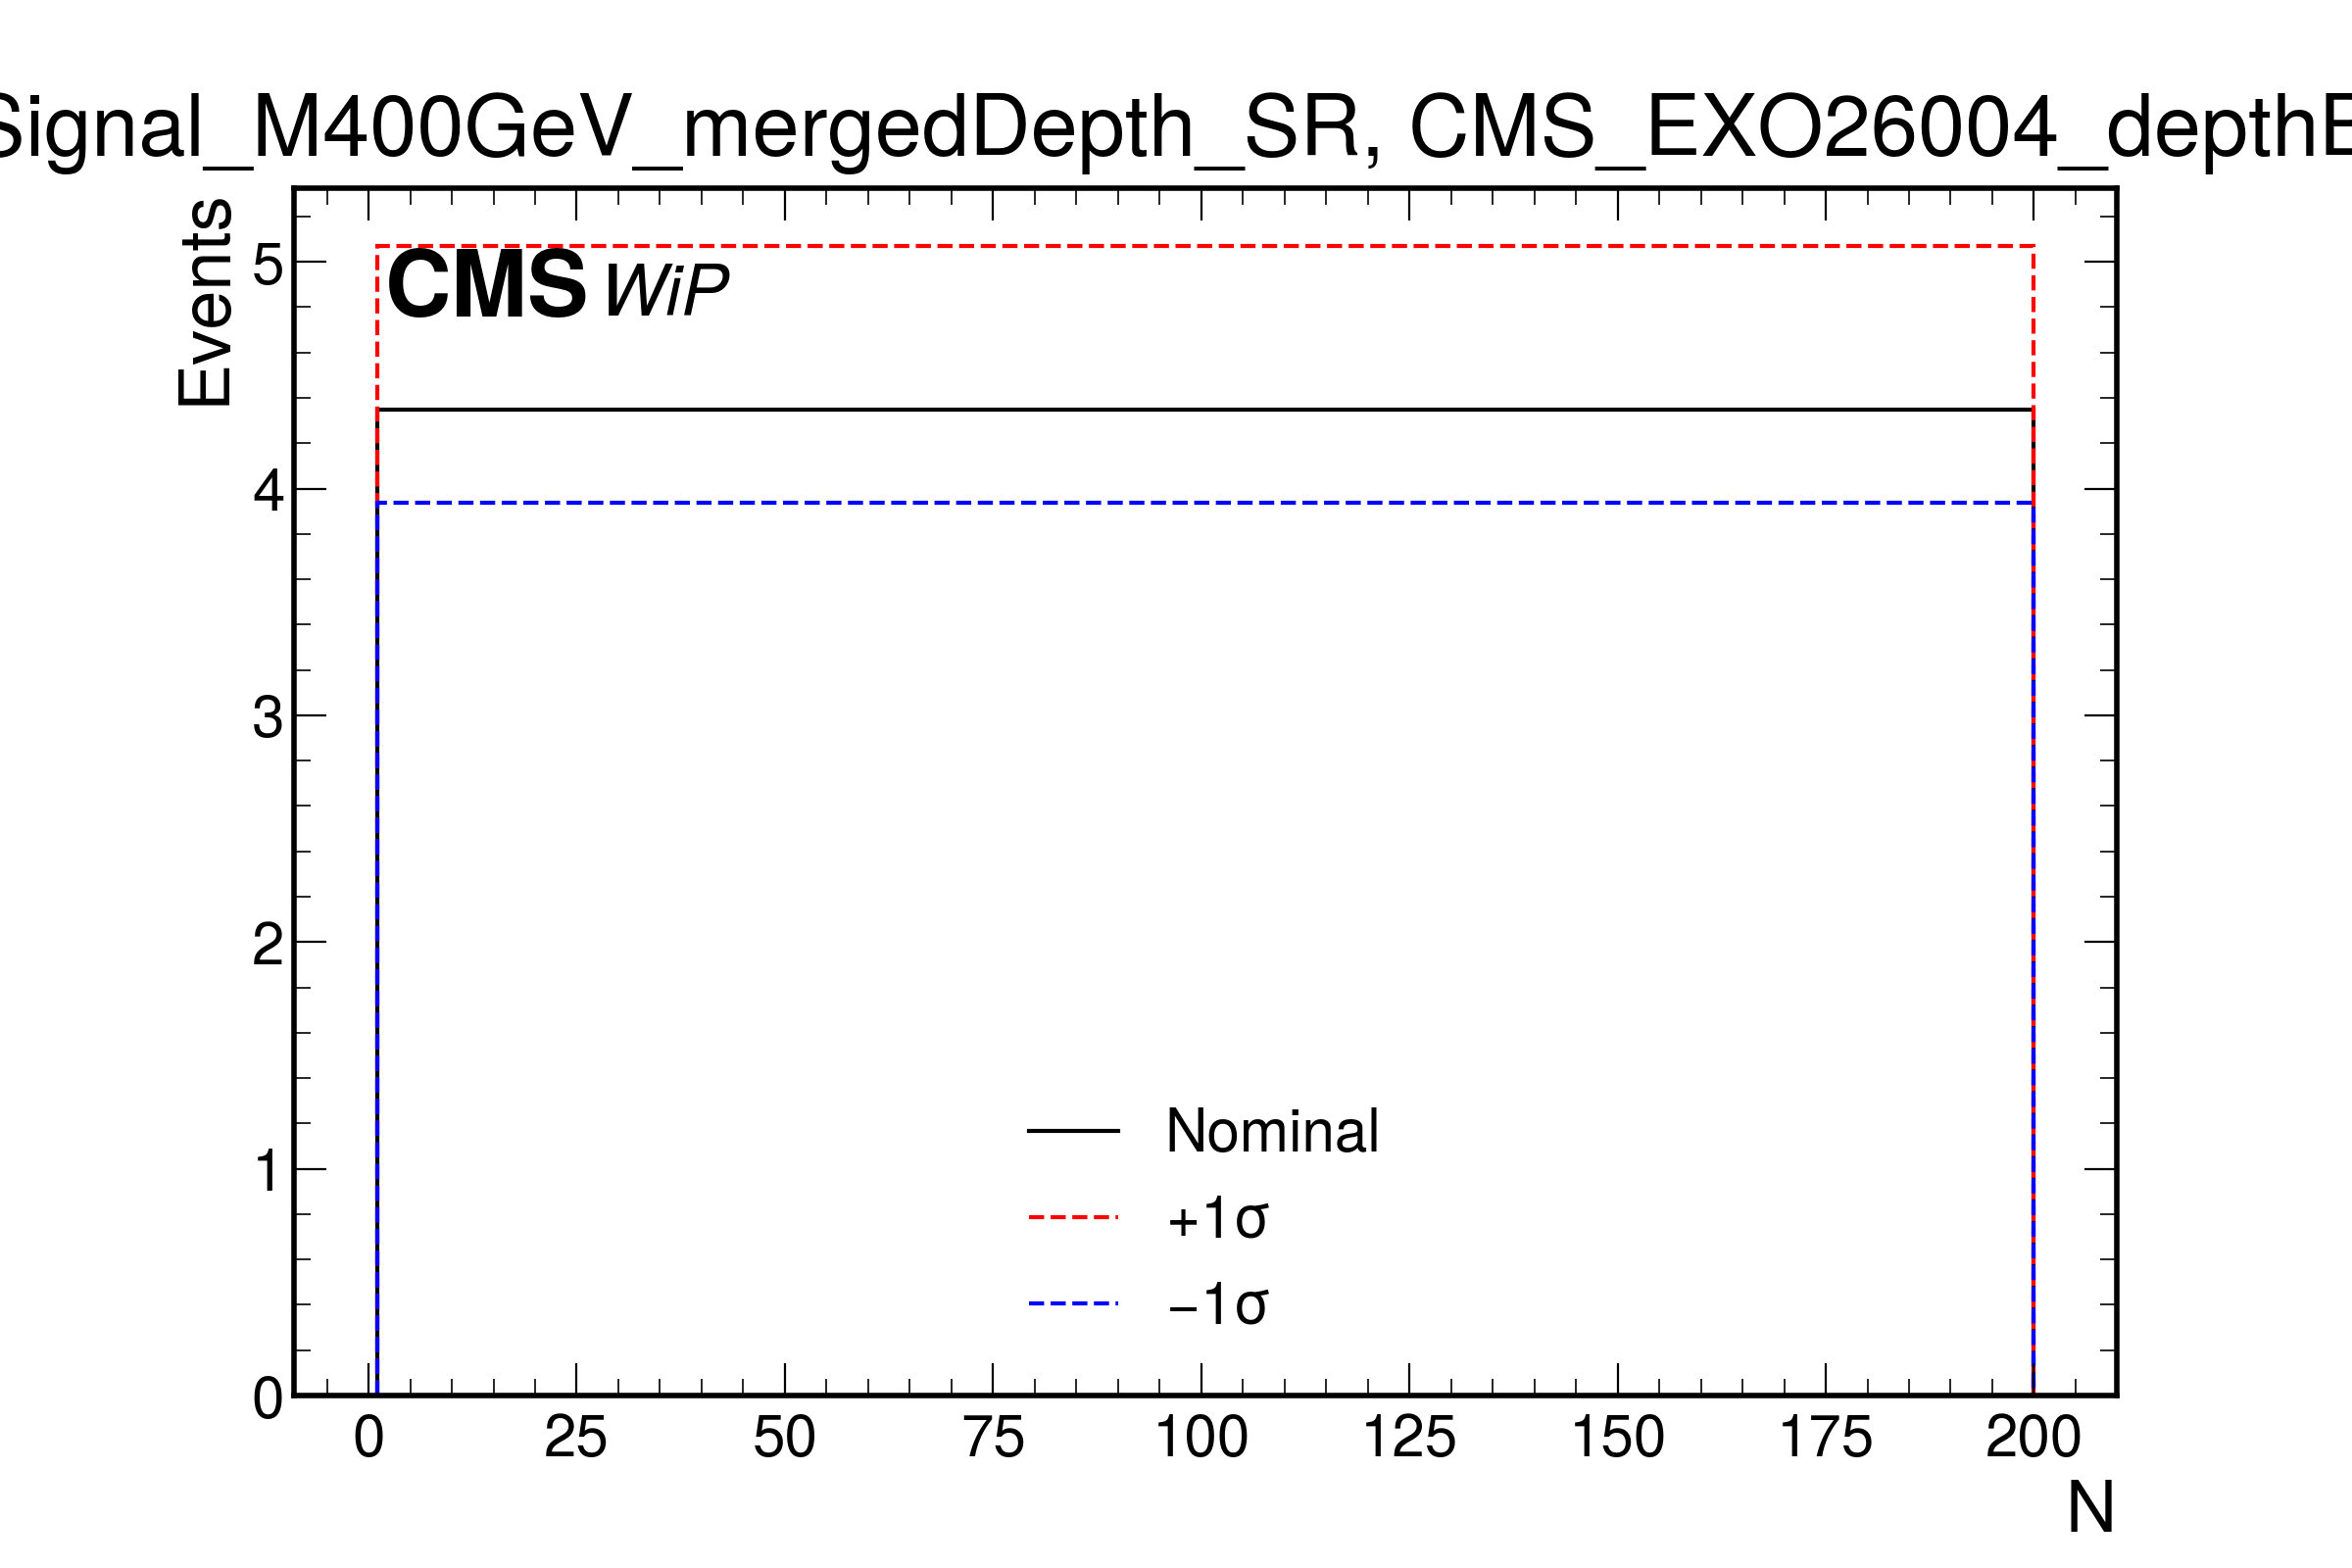 Signal_M400GeV_mergedDepth_SR, CMS_EXO26004_depthE
Events
CMS WiP
5
4
3
2
1
0
Nominal
+1σ
−1σ
0 25 50 75 100 125 150 175 200
N